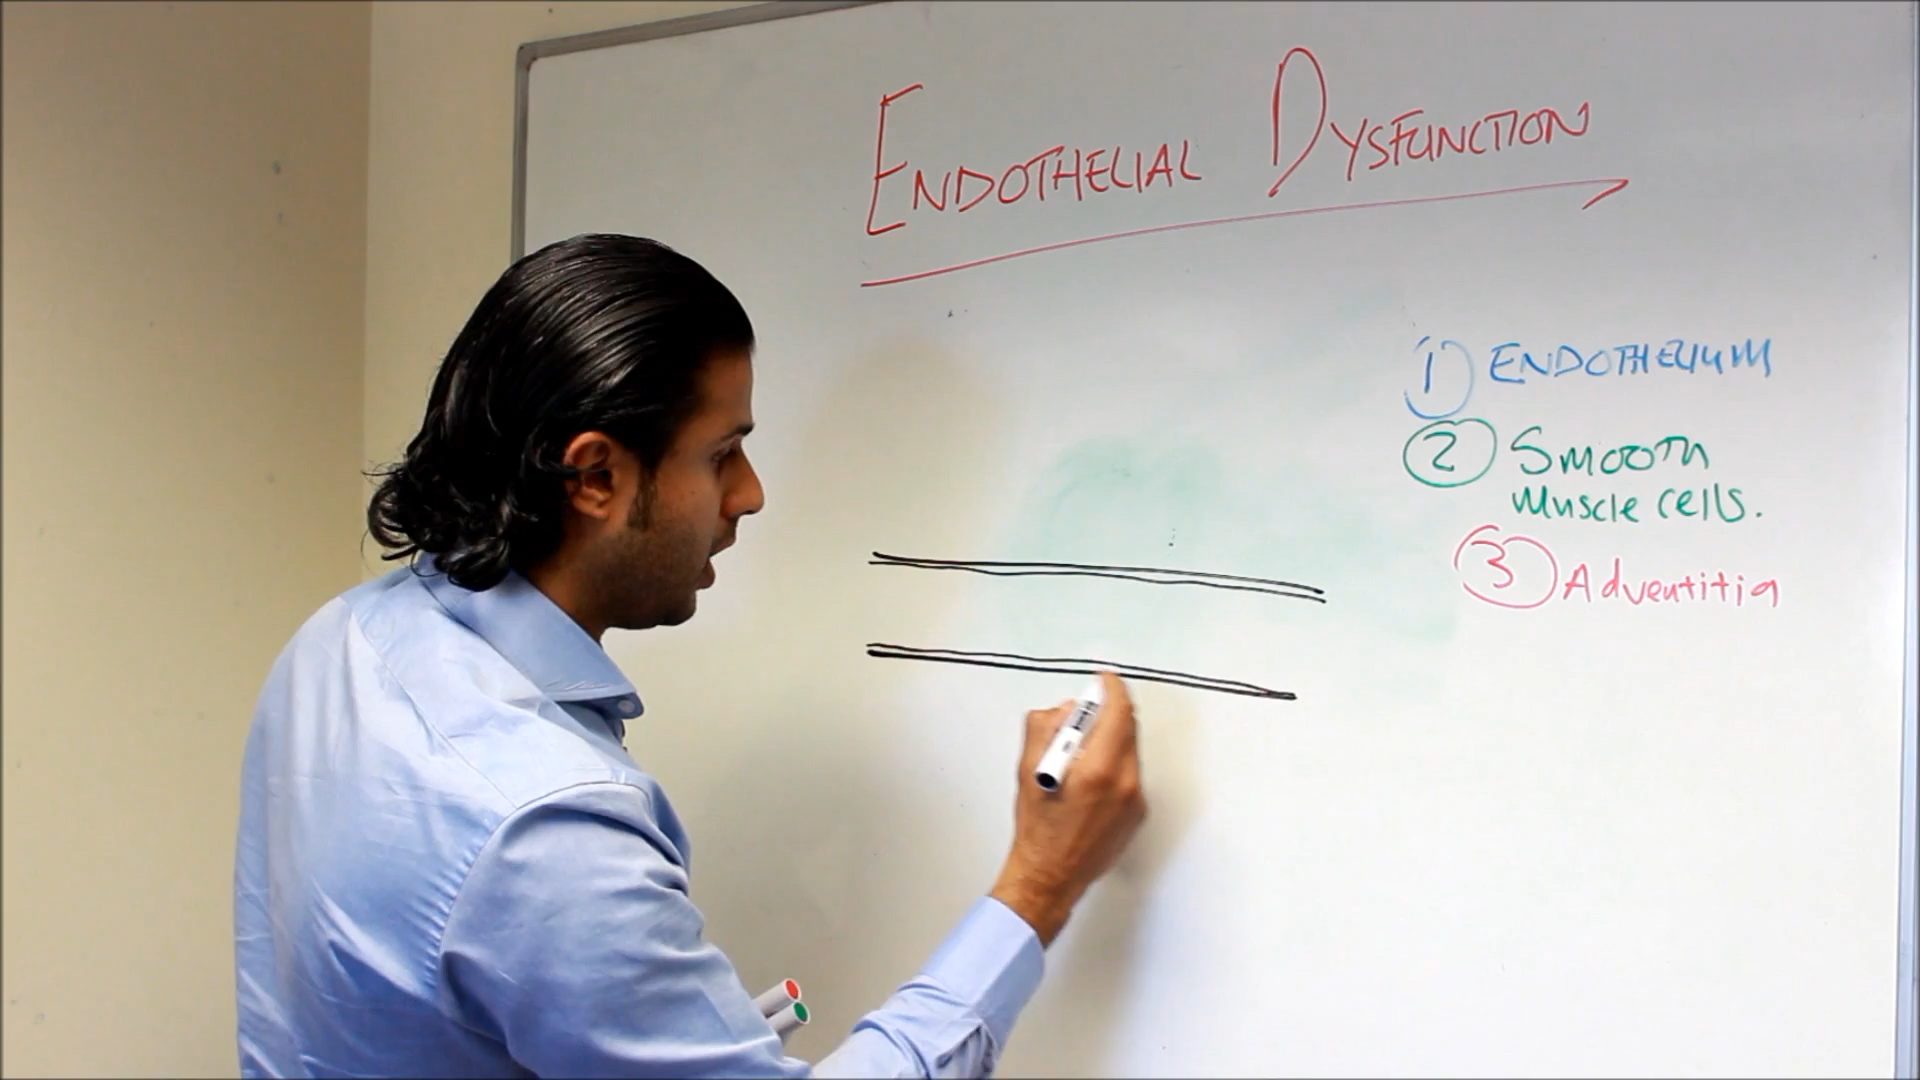 ENDOTHELIAL DYSFUNCTION
1) ENDOTHELIUM
2 Smooth
muscle cells.
3 Adventitia